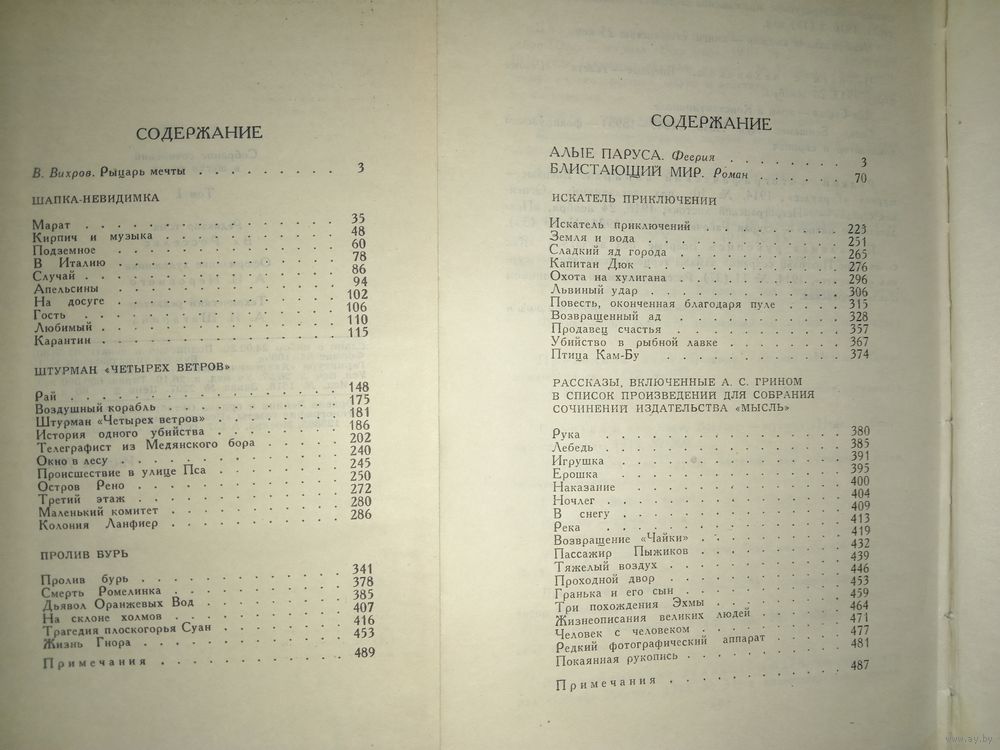 СОДЕРЖАНИЕ
В. Вихров. Рыцарь мечты . . . . . . . . . 3
ШАПКА-НЕВИДИМКА
Марат . . . . . . . . . . . . 35
Кирпич и музыка . . . . . . . . . . . . 48
Подземное . . . . . . . . . . . . 60
В Италию . . . . . . . . . . . . 78
Случай . . . . . . . . . . . . 86
Апельсины . . . . . . . . . . . . 94
На досуге . . . . . . . . . . . . 102
Гость . . . . . . . . . . . . 106
Любимый . . . . . . . . . . . . 110
Карантин . . . . . . . . . . . . 115
ШТУРМАН «ЧЕТЫРЕХ ВЕТРОВ»
Рай . . . . . . . . . . . . 148
Воздушный корабль . . . . . . . . . . . . 175
Штурман «Четырех ветров» . . . . . . . . . 181
История одного убийства . . . . . . . . . 186
Телеграфист из Медянского бора . . . . . . 202
Окно в лесу . . . . . . . . . . . . 240
Происшествие в улице Пса . . . . . . . . . 245
Остров Рено . . . . . . . . . . . . 250
Третий этаж . . . . . . . . . . . . 272
Маленький комитет . . . . . . . . . . . . 280
Колония Ланфиер . . . . . . . . . . . . 286
ПРОЛИВ БУРЬ
Пролив бурь . . . . . . . . . . . . 341
Смерть Ромелинка . . . . . . . . . . . . 378
Дьявол Оранжевых Вод . . . . . . . . . 385
На склоне холмов . . . . . . . . . . . . 407
Трагедия плоскогорья Суан . . . . . . . . . 416
Жизнь Гнора . . . . . . . . . . . . 453
Примечания . . . . . . . . . . . . 489
СОДЕРЖАНИЕ
АЛЫЕ ПАРУСА. Феерия . . . . . . . . 3
БЛИСТАЮЩИЙ МИР. Роман . . . . . . . 70
ИСКАТЕЛЬ ПРИКЛЮЧЕНИЙ
Искатель приключений . . . . . . . . . 223
Земля и вода . . . . . . . . . . . . 251
Сладкий яд города . . . . . . . . . . . . 265
Капитан Дюк . . . . . . . . . . . . 276
Охота на хулигана . . . . . . . . . . . . 296
Львиный удар . . . . . . . . . . . . 306
Повесть, оконченная благодаря пуле . . . . . 315
Возвращенный ад . . . . . . . . . . . . 328
Продавец счастья . . . . . . . . . . . . 357
Убийство в рыбной лавке . . . . . . . . . 367
Птица Кам-Бу . . . . . . . . . . . . 374
РАССКАЗЫ, ВКЛЮЧЕННЫЕ А. С. ГРИНОМ
В СПИСОК ПРОИЗВЕДЕНИЙ ДЛЯ СОБРАНИЯ
СОЧИНЕНИЙ ИЗДАТЕЛЬСТВА «МЫСЛЬ»
Рука . . . . . . . . . . . . 380
Лебедь . . . . . . . . . . . . 385
Игрушка . . . . . . . . . . . . 391
Ерошка . . . . . . . . . . . . 395
Наказание . . . . . . . . . . . . 400
Ночлег . . . . . . . . . . . . 404
В снегу . . . . . . . . . . . . 409
Река . . . . . . . . . . . . 413
Возвращение «Чайки» . . . . . . . . . 419
Пассажир Пыжиков . . . . . . . . . 432
Тяжелый воздух . . . . . . . . . . . . 439
Проходной двор . . . . . . . . . . . . 446
Гранька и его сын . . . . . . . . . . . . 453
Три похождения Эхмы . . . . . . . . . 459
Жизнеописания великих людей . . . . . . 464
Человек с человеком . . . . . . . . . 471
Редкий фотографический аппарат . . . . . 477
Покаянная рукопись . . . . . . . . . 481
Примечания . . . . . . . . . . . . 487
www.ay.by